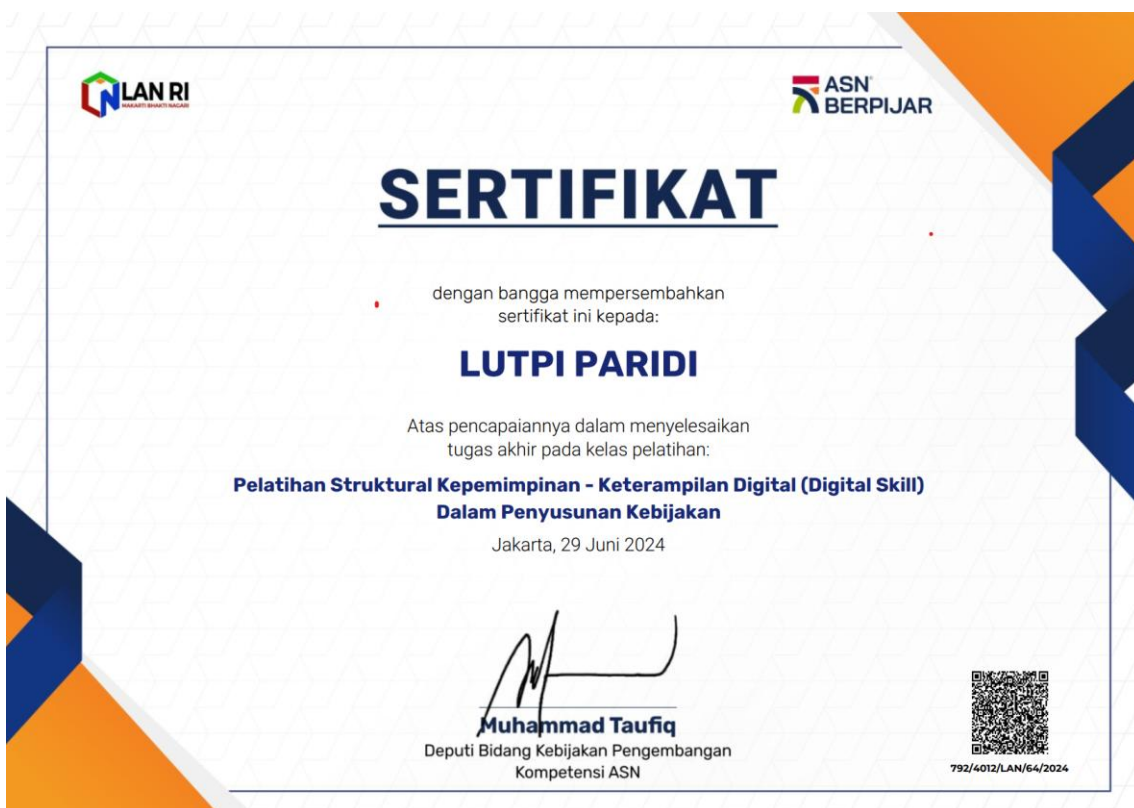 LAN RI
MAKARTI BHAKTI NAGARI
ASN
BERPIJAR
SERTIFIKAT
dengan bangga mempersembahkan
sertifikat ini kepada:
LUTPI PARIDI
Atas pencapaiannya dalam menyelesaikan
tugas akhir pada kelas pelatihan:
Pelatihan Struktural Kepemimpinan - Keterampilan Digital (Digital Skill)
Dalam Penyusunan Kebijakan
Jakarta, 29 Juni 2024
Muhammad Taufiq
Deputi Bidang Kebijakan Pengembangan
Kompetensi ASN
792/4012/LAN/64/2024